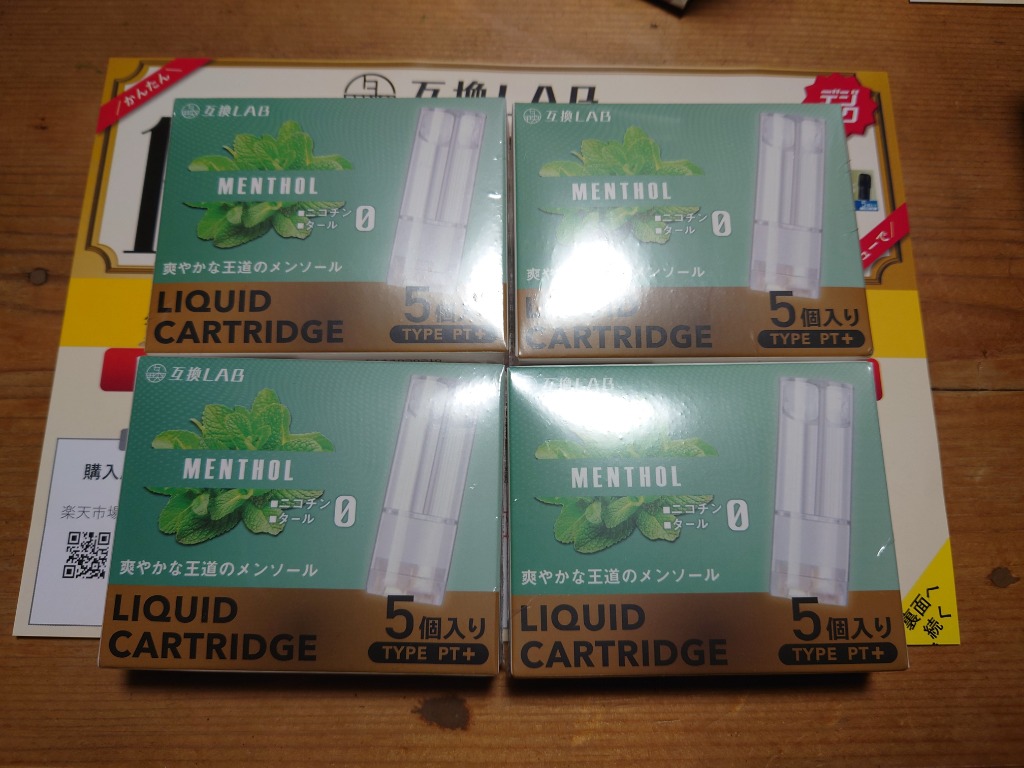 かんたん
互換LAB
互換LAB
MENTHOL
■ニコチン
■タール
0
爽やかな王道のメンソール
LIQUID
CARTRIDGE
5個入
TYPE PT+
互換LAB
MENTHOL
■ニコチン
■タール
0
爽やかな王道のメンソール
LIQUID
CARTRIDGE
5個入り
TYPE PT+
互換LAB
MENTHOL
■ニコチン
■タール
0
爽やかな王道のメンソール
LIQUID
CARTRIDGE
5個入り
TYPE PT+
互換LAB
MENTHOL
■ニコチン
■タール
0
爽やかな王道のメンソール
LIQUID
CARTRIDGE
5個入り
TYPE PT+
購入
楽天市場
裏面へ
続く